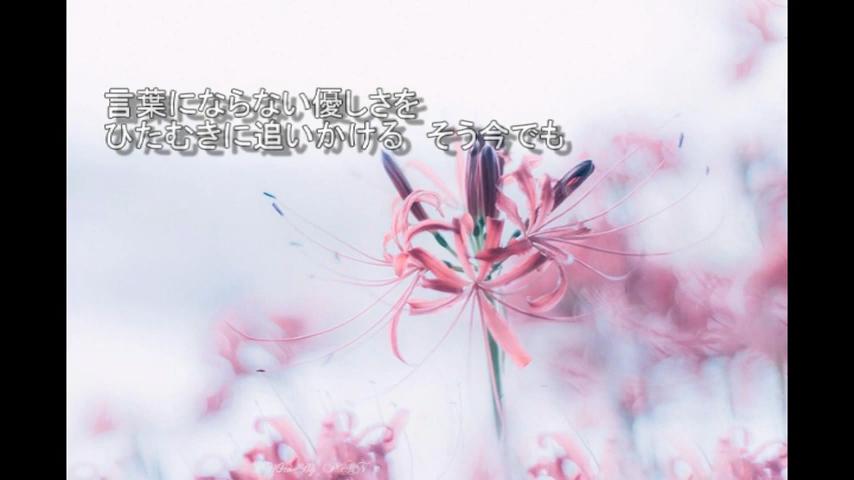 言葉にならない優しさを
ひたむきに追いかける　そう今でも